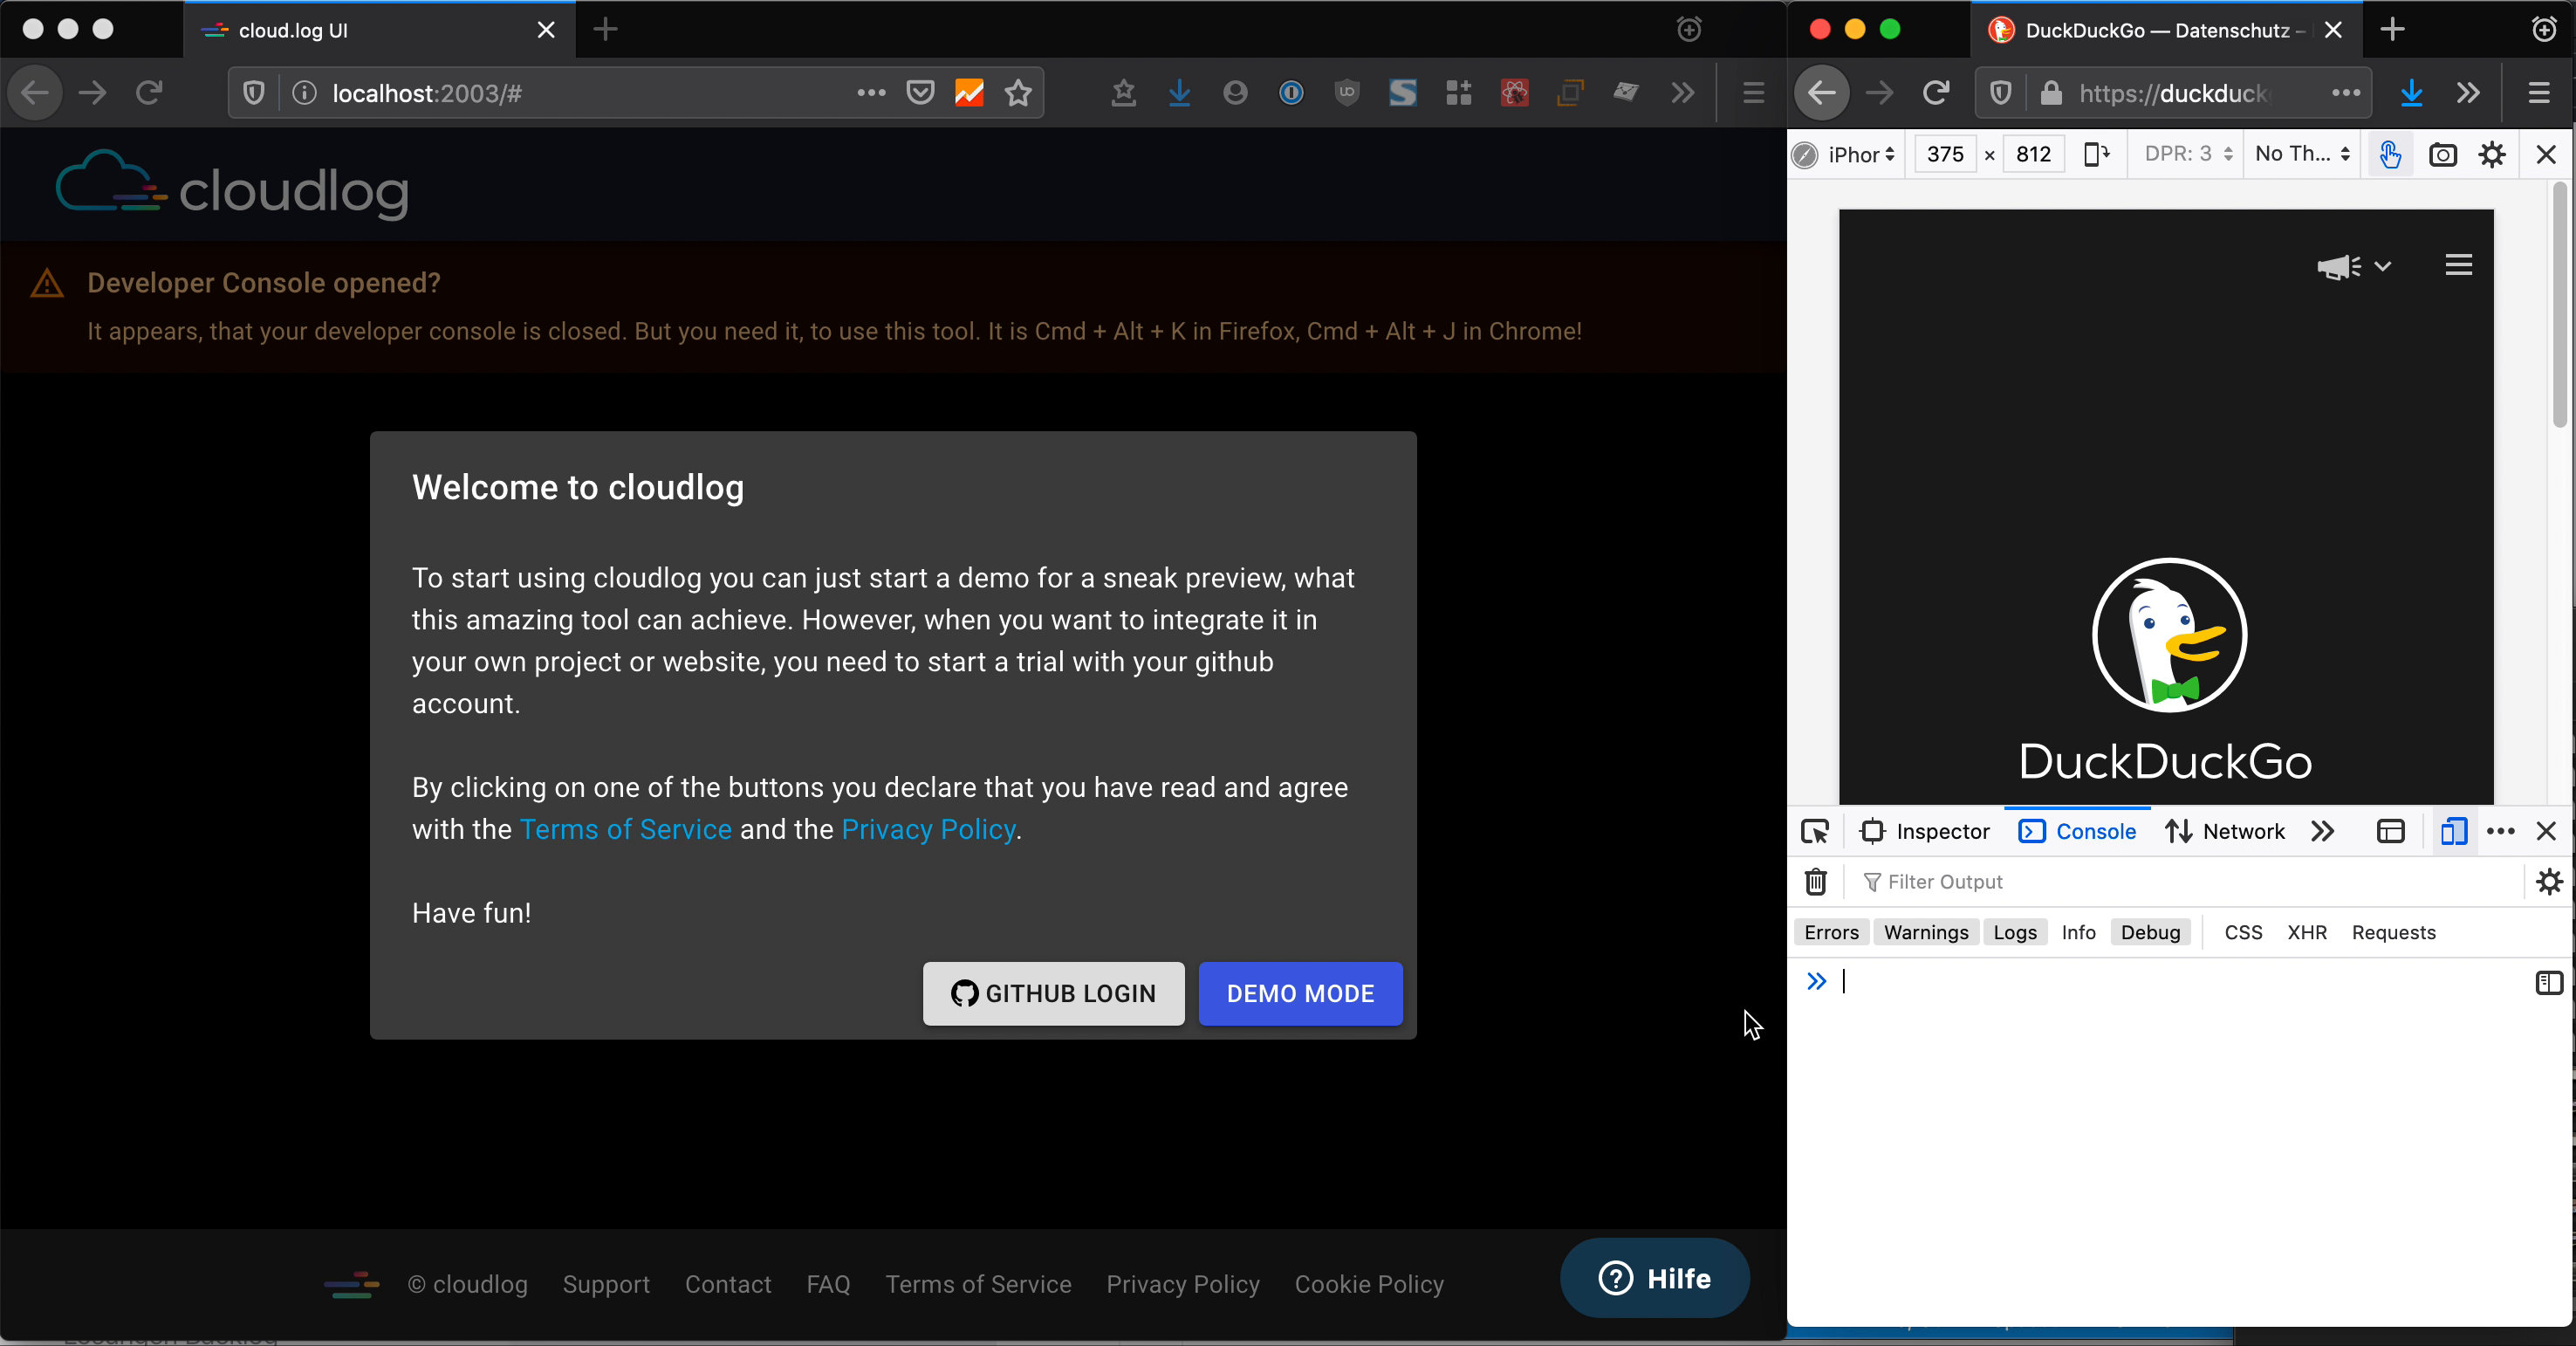 cloud.log UI
localhost:2003/#
cloudlog
Developer Console opened?
It appears, that your developer console is closed. But you need it, to use this tool. It is Cmd + Alt + K in Firefox, Cmd + Alt + J in Chrome!
Welcome to cloudlog
To start using cloudlog you can just start a demo for a sneak preview, what
this amazing tool can achieve. However, when you want to integrate it in
your own project or website, you need to start a trial with your github
account.
By clicking on one of the buttons you declare that you have read and agree
with the Terms of Service and the Privacy Policy.
Have fun!
GITHUB LOGIN
DEMO MODE
© cloudlog Support Contact FAQ Terms of Service Privacy Policy Cookie Policy
Hilfe
DuckDuckGo — Datenschutz –
https://duckduck
iPhor 375 × 812 DPR: 3 No Th...
DuckDuckGo
Inspector Console Network
Filter Output
Errors Warnings Logs Info Debug CSS XHR Requests